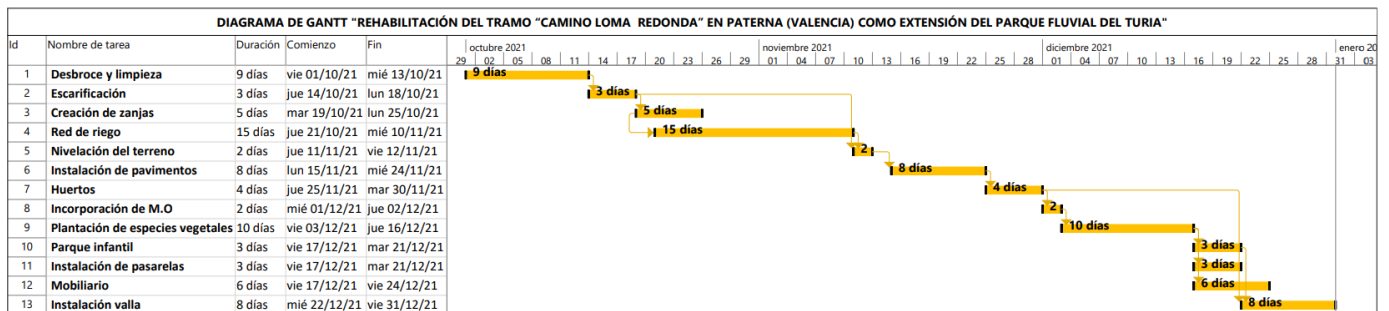 DIAGRAMA DE GANTT "REHABILITACIÓN DEL TRAMO “CAMINO LOMA REDONDA” EN PATERNA (VALENCIA) COMO EXTENSIÓN DEL PARQUE FLUVIAL DEL TURIA"
Id Nombre de tarea Duración Comienzo Fin octubre 2021 noviembre 2021 diciembre 2021 enero 20
29 02 05 08 11 14 17 20 23 26 29 01 04 07 10 13 16 19 22 25 28 01 04 07 10 13 16 19 22 25 28 31 03
1 Desbroce y limpieza 9 días vie 01/10/21 mié 13/10/21 9 días
2 Escarificación 3 días jue 14/10/21 lun 18/10/21 3 días
3 Creación de zanjas 5 días mar 19/10/21 lun 25/10/21 5 días
4 Red de riego 15 días jue 21/10/21 mié 10/11/21 15 días
5 Nivelación del terreno 2 días jue 11/11/21 vie 12/11/21 2
6 Instalación de pavimentos 8 días lun 15/11/21 mié 24/11/21 8 días
7 Huertos 4 días jue 25/11/21 mar 30/11/21 4 días
8 Incorporación de M.O 2 días mié 01/12/21 jue 02/12/21 2
9 Plantación de especies vegetales 10 días vie 03/12/21 jue 16/12/21 10 días
10 Parque infantil 3 días vie 17/12/21 mar 21/12/21 3 días
11 Instalación de pasarelas 3 días vie 17/12/21 mar 21/12/21 3 días
12 Mobiliario 6 días vie 17/12/21 vie 24/12/21 6 días
13 Instalación valla 8 días mié 22/12/21 vie 31/12/21 8 días